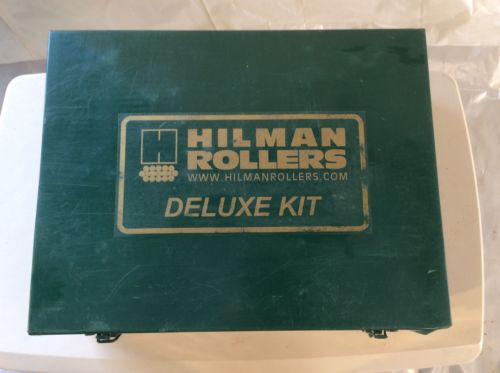 H HILMAN
ROLLERS
WWW.HILMANROLLERS.COM
DELUXE KIT